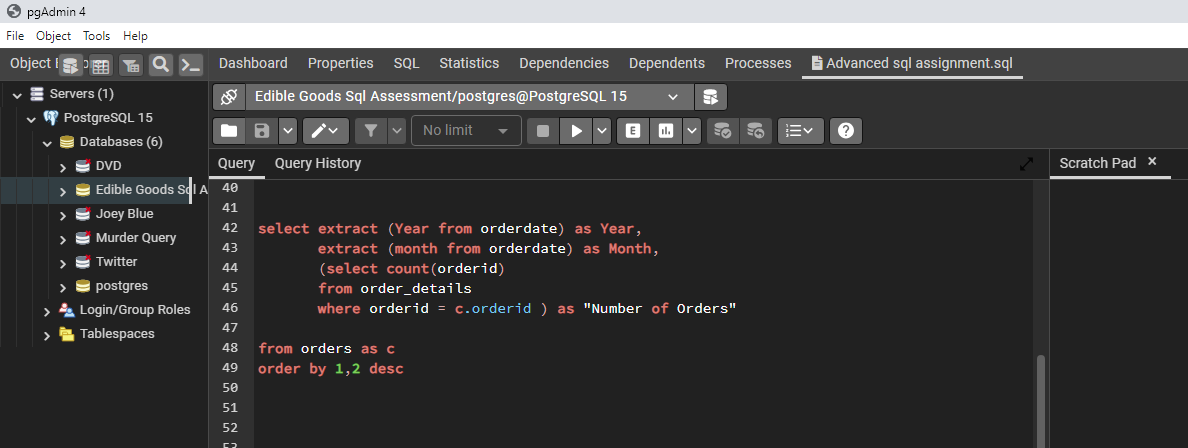 pgAdmin 4
File Object Tools Help
Object
Dashboard Properties SQL Statistics Dependencies Dependents Processes Advanced sql assignment.sql
Servers (1)
PostgreSQL 15
Databases (6)
DVD
Edible Goods Sql A
Joey Blue
Murder Query
Twitter
postgres
Login/Group Roles
Tablespaces
Edible Goods Sql Assessment/postgres@PostgreSQL 15
No limit
E
Query Query History
Scratch Pad
40
41
42 select extract (Year from orderdate) as Year,
43 extract (month from orderdate) as Month,
44 (select count(orderid)
45 from order_details
46 where orderid = c.orderid ) as "Number of Orders"
47
48 from orders as c
49 order by 1,2 desc
50
51
52
53